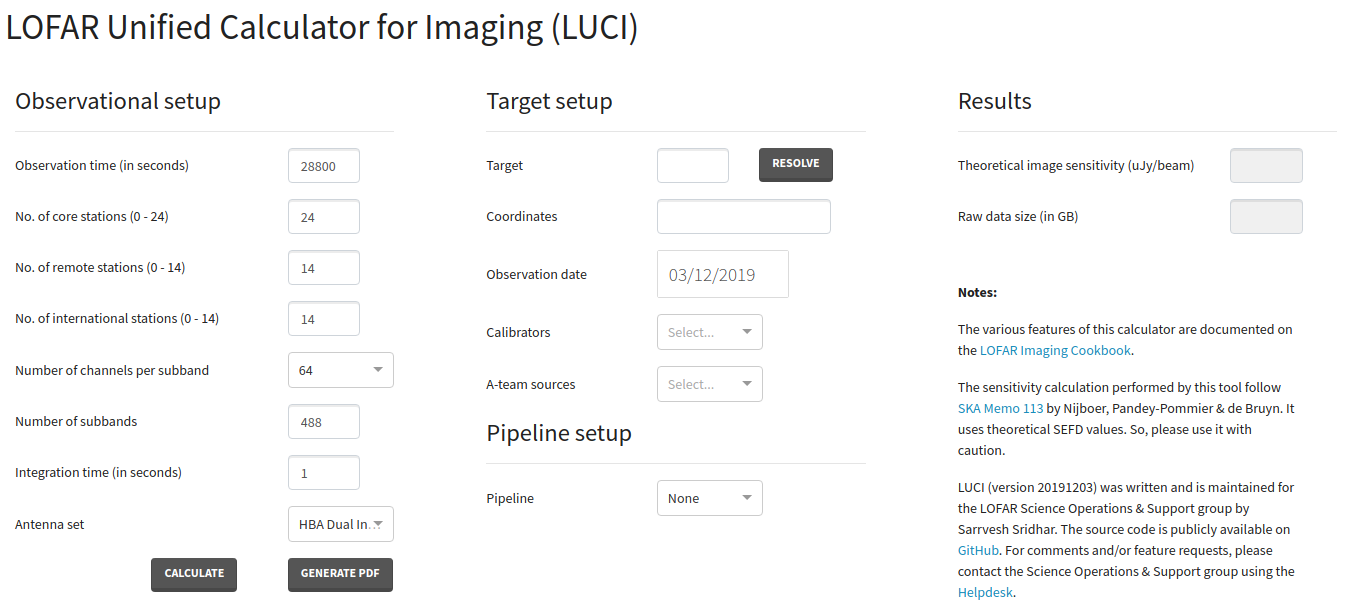 LOFAR Unified Calculator for Imaging (LUCI)
Observational setup
Observation time (in seconds) 28800
No. of core stations (0 - 24) 24
No. of remote stations (0 - 14) 14
No. of international stations (0 - 14) 14
Number of channels per subband 64
Number of subbands 488
Integration time (in seconds) 1
Antenna set HBA Dual In...
CALCULATE GENERATE PDF
Target setup
Target RESOLVE
Coordinates
Observation date 03/12/2019
Calibrators Select...
A-team sources Select...
Pipeline setup
Pipeline None
Results
Theoretical image sensitivity (uJy/beam)
Raw data size (in GB)
Notes:
The various features of this calculator are documented on
the LOFAR Imaging Cookbook.
The sensitivity calculation performed by this tool follow
SKA Memo 113 by Nijboer, Pandey-Pommier & de Bruyn. It
uses theoretical SEFD values. So, please use it with
caution.
LUCI (version 20191203) was written and is maintained for
the LOFAR Science Operations & Support group by
Sarrvesh Sridhar. The source code is publicly available on
GitHub. For comments and/or feature requests, please
contact the Science Operations & Support group using the
Helpdesk.